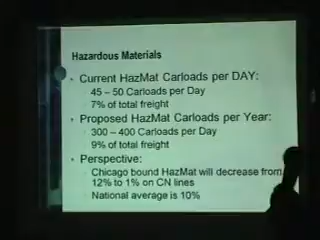 Hazardous Materials
• Current HazMat Carloads per DAY:
◦ 45 – 50 Carloads per Day
◦ 7% of total freight
• Proposed HazMat Carloads per Year:
◦ 300 – 400 Carloads per Day
◦ 9% of total freight
• Perspective:
◦ Chicago bound HazMat will decrease from
12% to 1% on CN lines
◦ National average is 10%